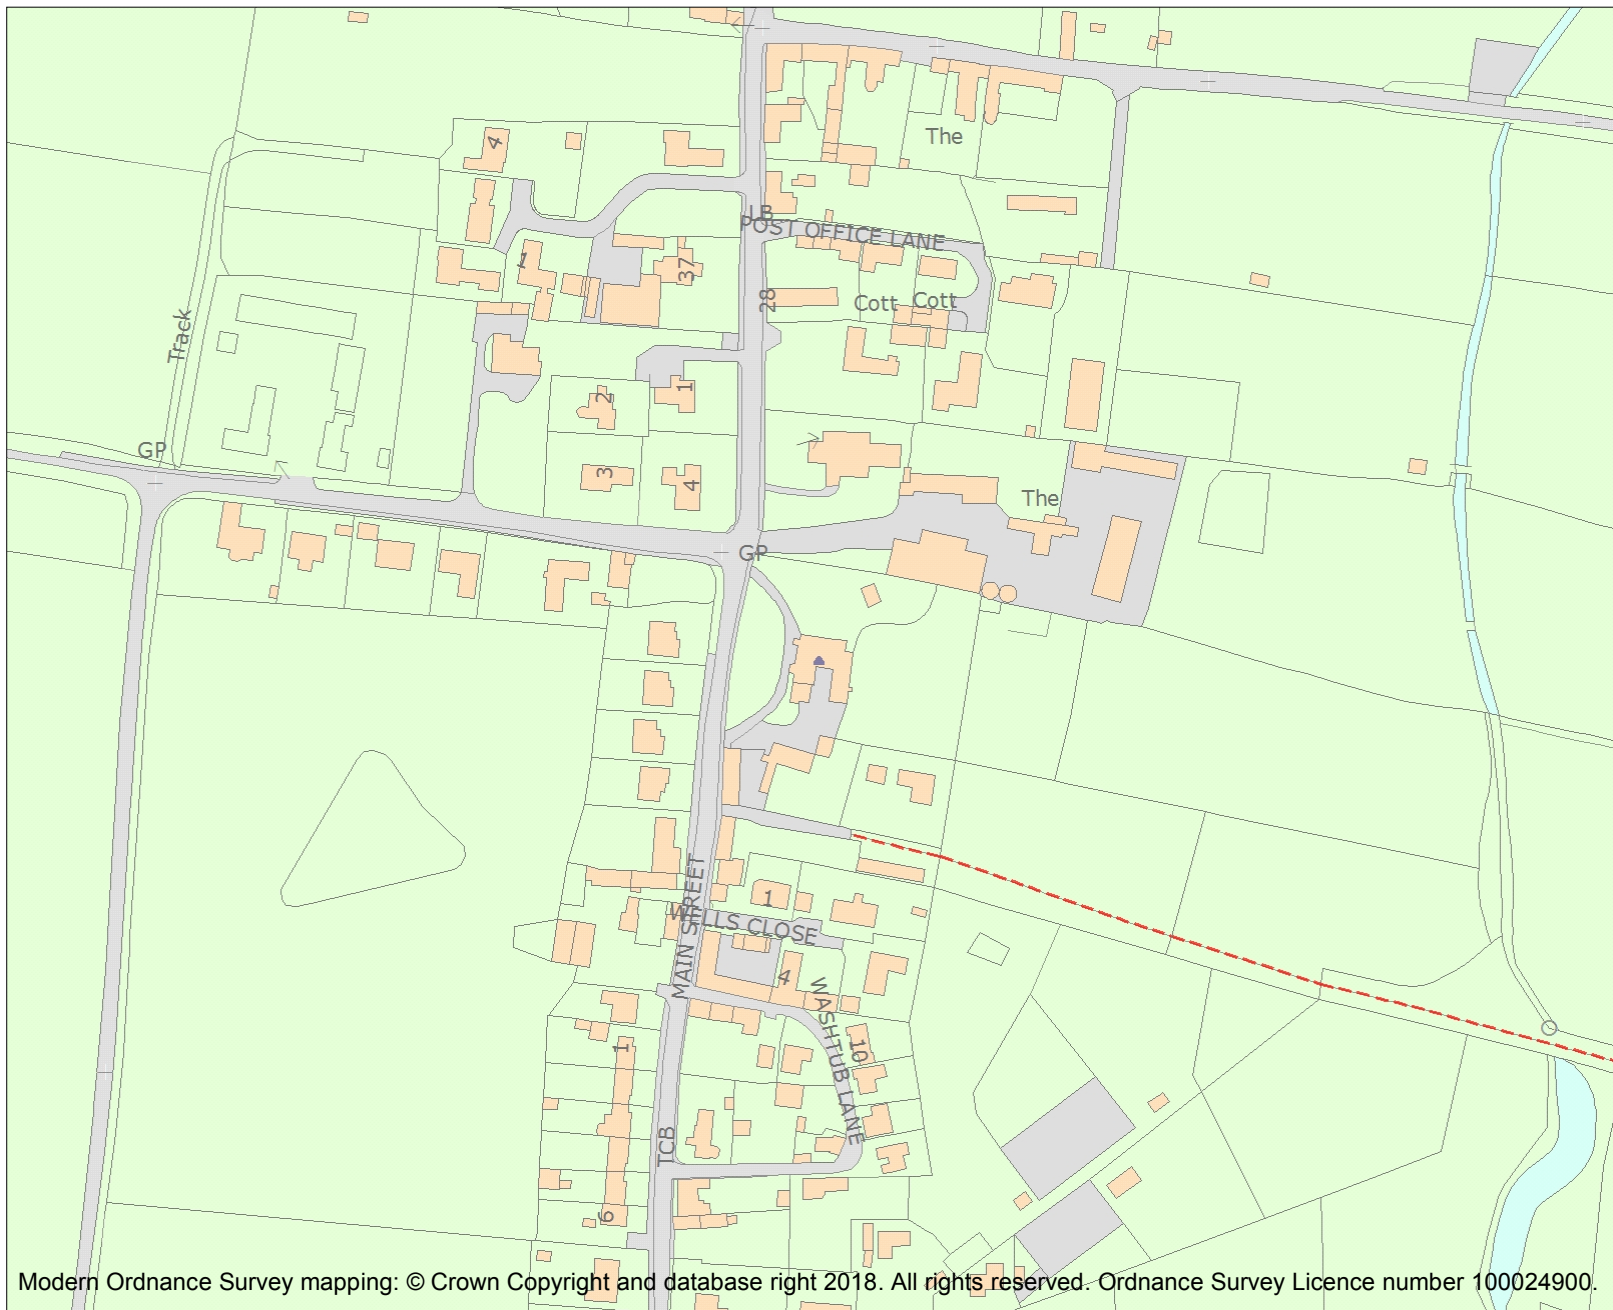 4
The
LB
POST OFFICE LANE
1
37
28
Cott
Cott
Track
2
1
GP
3
4
The
GP
1
WELLS CLOSE
MAIN STREET
4
WASHTUB LANE
10
1
TCB
6
Modern Ordnance Survey mapping: © Crown Copyright and database right 2018. All rights reserved. Ordnance Survey Licence number 100024900.